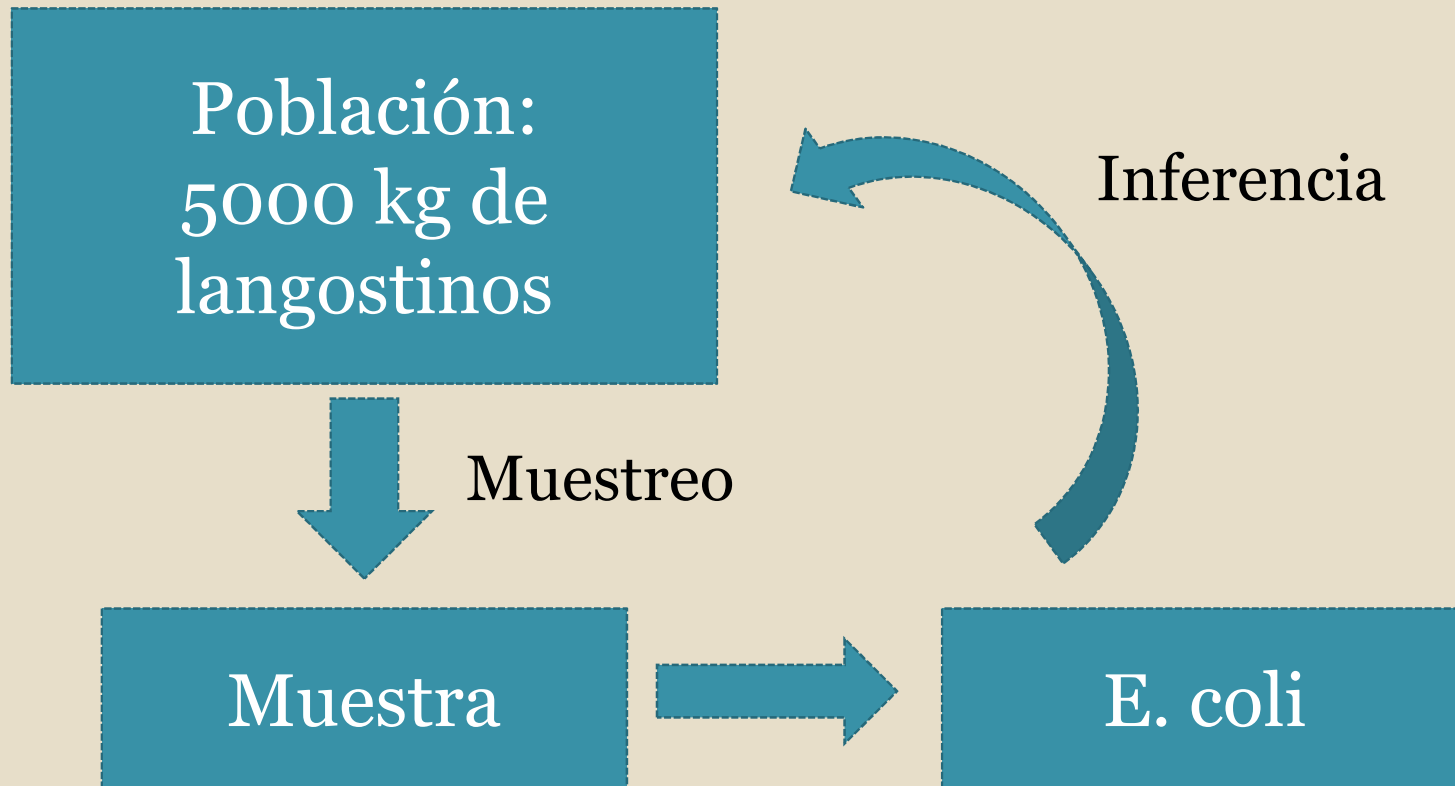 Población:
5000 kg de
langostinos
Inferencia
Muestreo
Muestra
E. coli